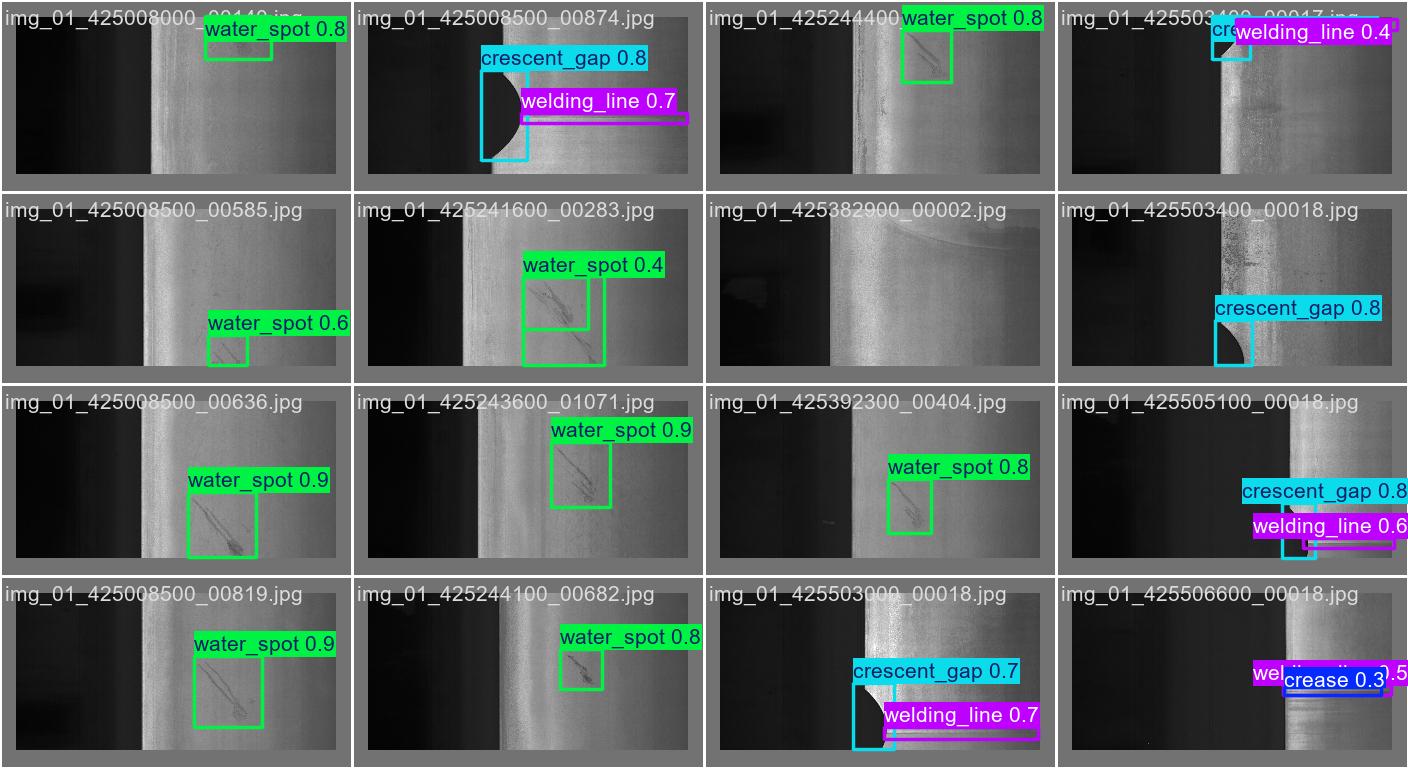 img_01_425008000_00140.jpg
water_spot 0.8
img_01_425008500_00874.jpg
crescent_gap 0.8
welding_line 0.7
water_spot 0.8
welding_line 0.4
img_01_425008500_00585.jpg
water_spot 0.6
img_01_425241600_00283.jpg
water_spot 0.4
img_01_425382900_00002.jpg
img_01_425503400_00018.jpg
crescent_gap 0.8
img_01_425008500_00636.jpg
water_spot 0.9
img_01_425243600_01071.jpg
water_spot 0.9
img_01_425392300_00404.jpg
water_spot 0.8
img_01_425505100_00018.jpg
crescent_gap 0.8
welding_line 0.6
img_01_425008500_00819.jpg
water_spot 0.9
img_01_425244100_00682.jpg
water_spot 0.8
img_01_425503000_00018.jpg
crescent_gap 0.7
welding_line 0.7
img_01_425506600_00018.jpg
crease 0.3